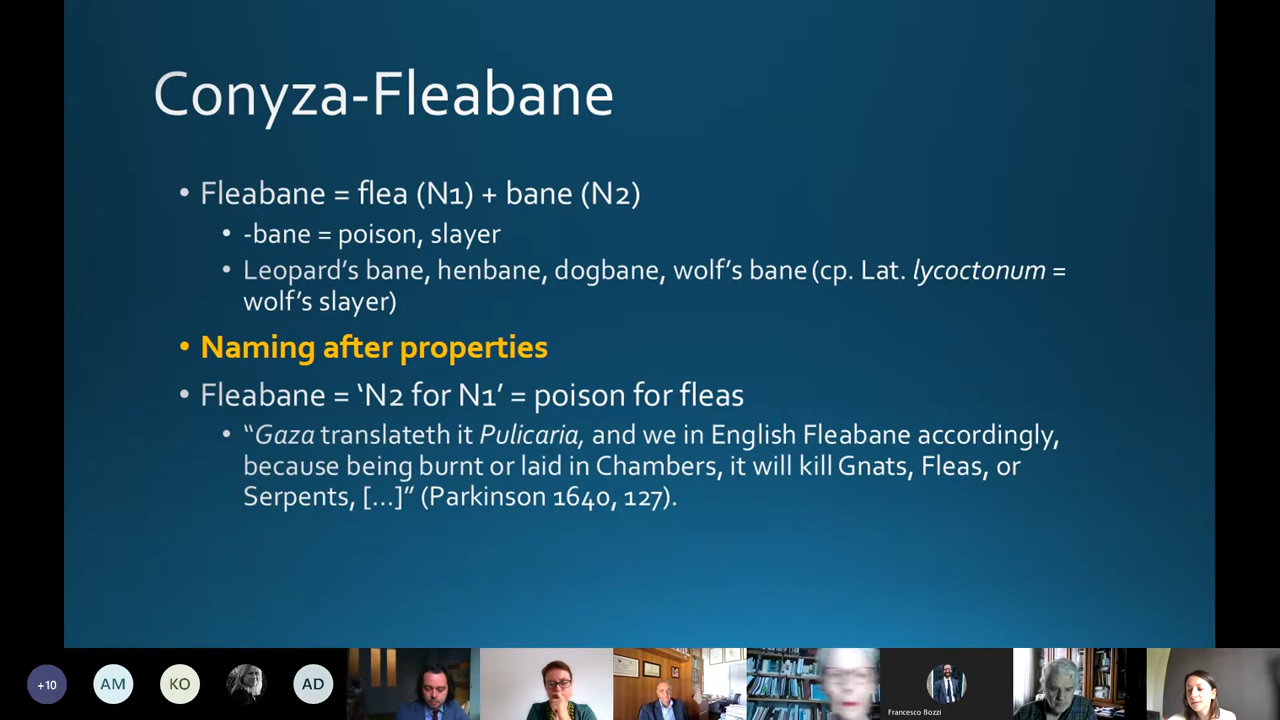 Conyza-Fleabane
• Fleabane = flea (N1) + bane (N2)
• -bane = poison, slayer
• Leopard's bane, henbane, dogbane, wolf's bane (cp. Lat. lycoctonum =
wolf's slayer)
• Naming after properties
• Fleabane = ‘N2 for N1’ = poison for fleas
• “Gaza translateth it Pulicaria, and we in English Fleabane accordingly,
because being burnt or laid in Chambers, it will kill Gnats, Fleas, or
Serpents, [...]” (Parkinson 1640, 127).
+10 AM KO AD
Francesco Bozzi